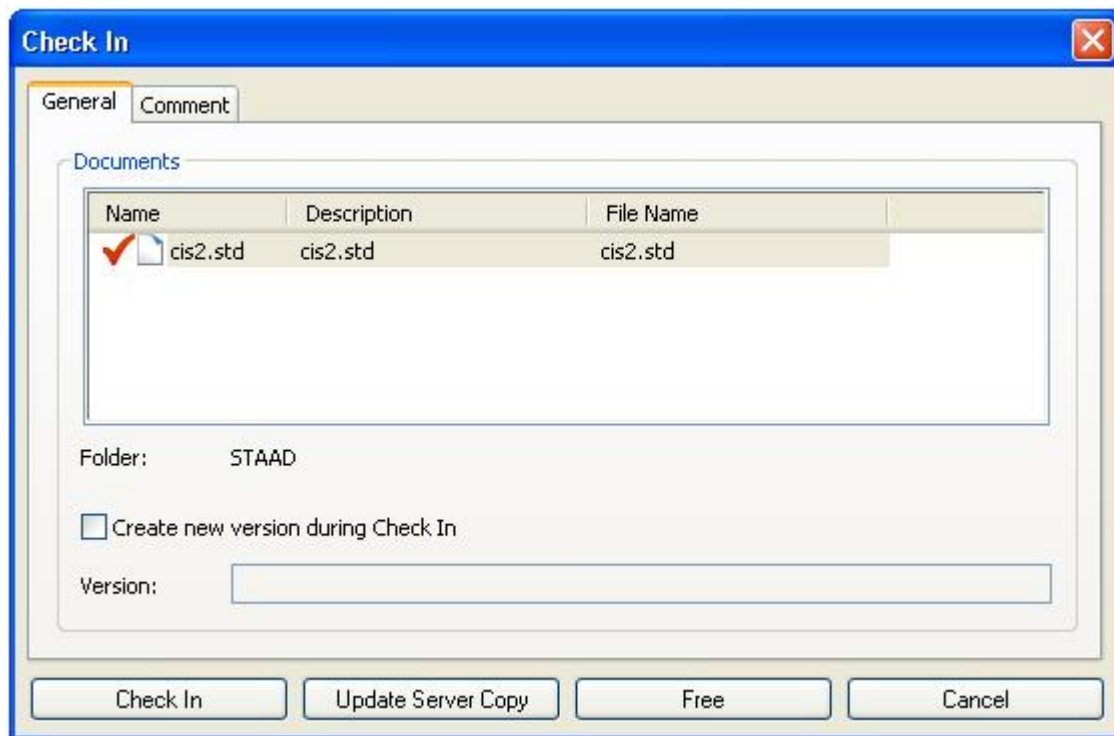 Check In
General Comment
Documents
Name Description File Name
cis2.std cis2.std cis2.std
Folder: STAAD
Create new version during Check In
Version:
Check In Update Server Copy Free Cancel